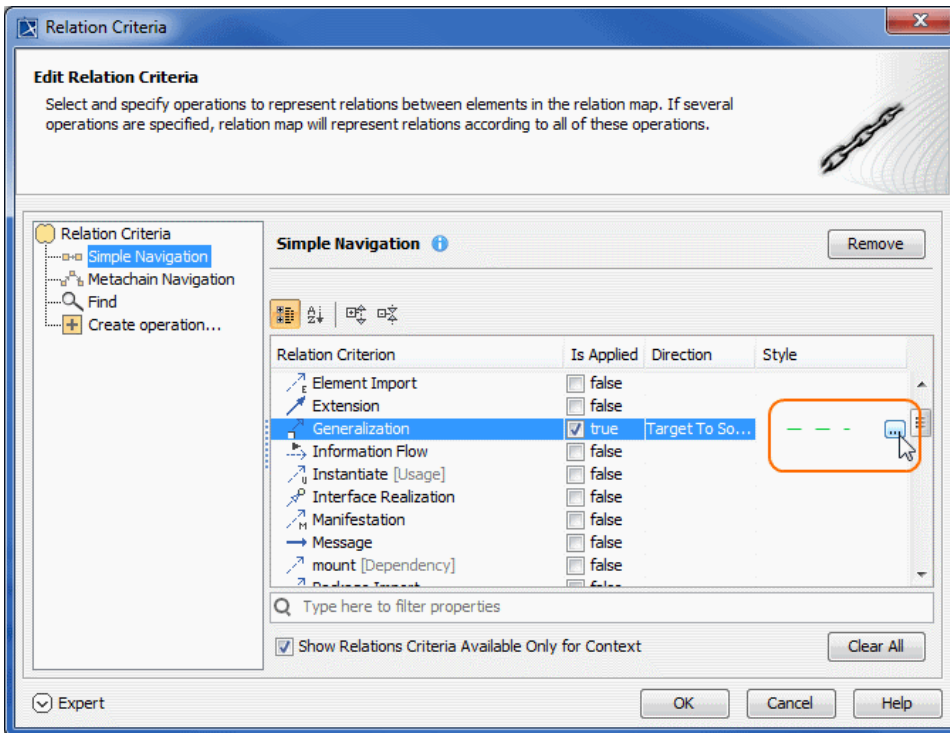 Relation Criteria
Edit Relation Criteria
Select and specify operations to represent relations between elements in the relation map. If several
operations are specified, relation map will represent relations according to all of these operations.
Relation Criteria
Simple Navigation
Metachain Navigation
Find
Create operation...
Simple Navigation
Remove
Relation Criterion Is Applied Direction Style
Element Import false
Extension false
Generalization true Target To So... ...
Information Flow false
Instantiate [Usage] false
Interface Realization false
Manifestation false
Message false
mount [Dependency] false
Package Import false
Type here to filter properties
Show Relations Criteria Available Only for Context
Clear All
Expert
OK Cancel Help